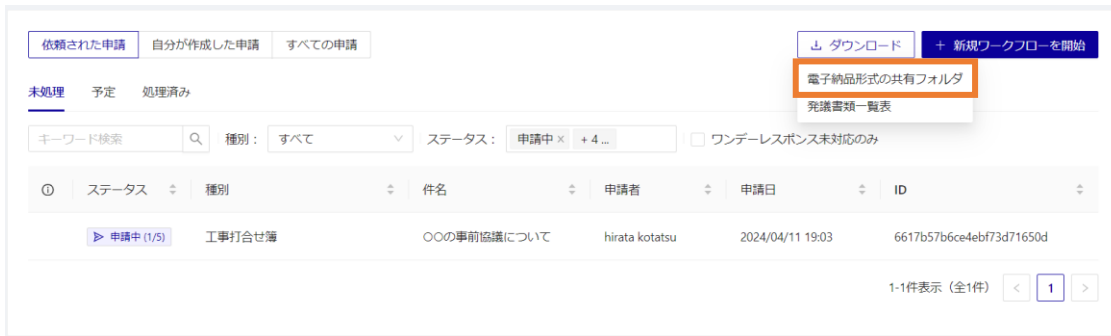 依頼された申請 自分が作成した申請 すべての申請 ダウンロード + 新規ワークフローを開始
電子納品形式の共有フォルダ
未処理 予定 処理済み
発議書類一覧表
キーワード検索 種別： すべて ステータス： 申請中 × + 4 ... ワンデーレスポンス未対応のみ
ステータス 種別 件名 申請者 申請日 ID
申請中 (1/5) 工事打合せ簿 〇〇の事前協議について hirata kotatsu 2024/04/11 19:03 6617b57b6ce4ebf73d71650d
1-1件表示（全1件） < 1 >